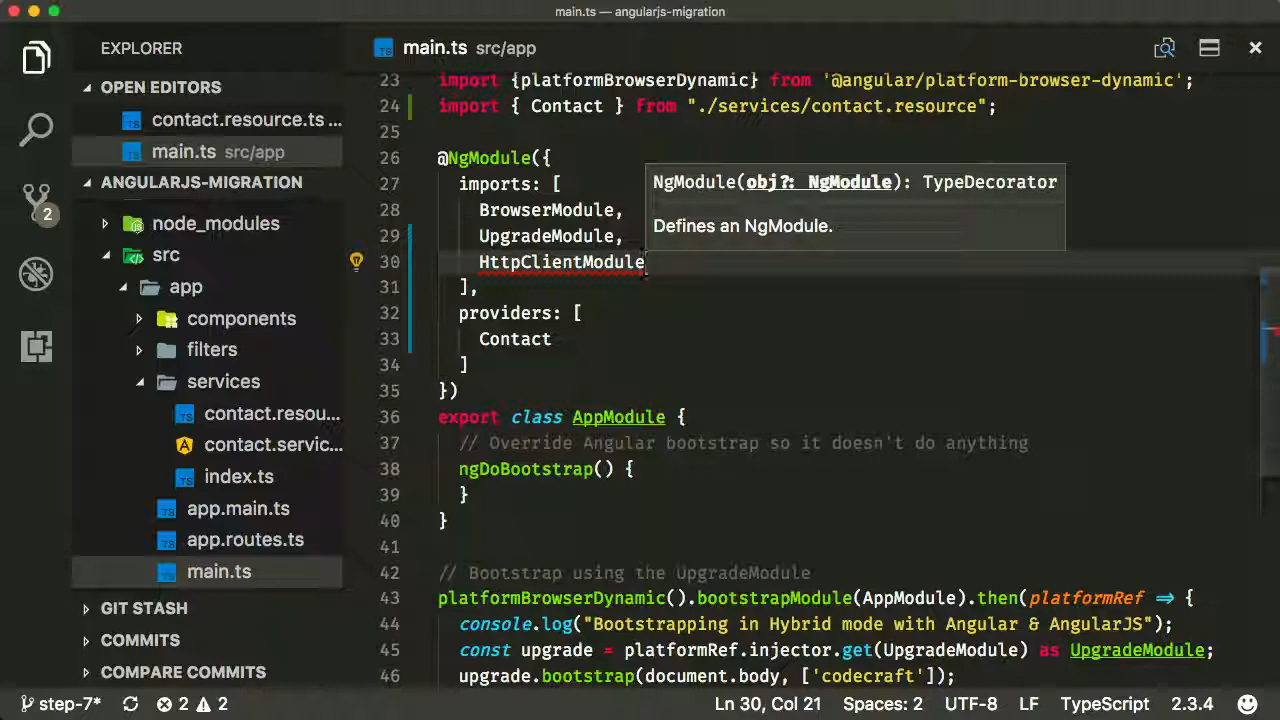 main.ts — angularjs-migration
EXPLORER
OPEN EDITORS
contact.resource.ts ...
main.ts src/app
ANGULARJS-MIGRATION
node_modules
src
app
components
filters
services
contact.resou...
contact.servic...
index.ts
app.main.ts
app.routes.ts
main.ts
GIT STASH
COMMITS
COMPARE COMMITS
2
main.ts src/app
23 import {platformBrowserDynamic} from '@angular/platform-browser-dynamic';
24 import { Contact } from "./services/contact.resource";
25
26 @NgModule({
27 imports: [
28 BrowserModule,
29 UpgradeModule,
30 HttpClientModule
31 ],
32 providers: [
33 Contact
34 ]
35 })
36 export class AppModule {
37 // Override Angular bootstrap so it doesn't do anything
38 ngDoBootstrap() {
39 }
40 }
41
42 // Bootstrap using the UpgradeModule
43 platformBrowserDynamic().bootstrapModule(AppModule).then(platformRef => {
44 console.log("Bootstrapping in Hybrid mode with Angular & AngularJS");
45 const upgrade = platformRef.injector.get(UpgradeModule) as UpgradeModule;
46 upgrade.bootstrap(document.body, ['codecraft']);
NgModule(obj?: NgModule): TypeDecorator
Defines an NgModule.
step-7* 2 2 Ln 30, Col 21 Spaces: 2 UTF-8 LF TypeScript 2.3.4